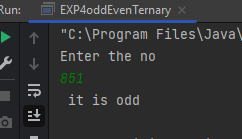 Run: EXP4oddEvenTernary ×
"C:\Program Files\Java\
Enter the no
851
 it is odd